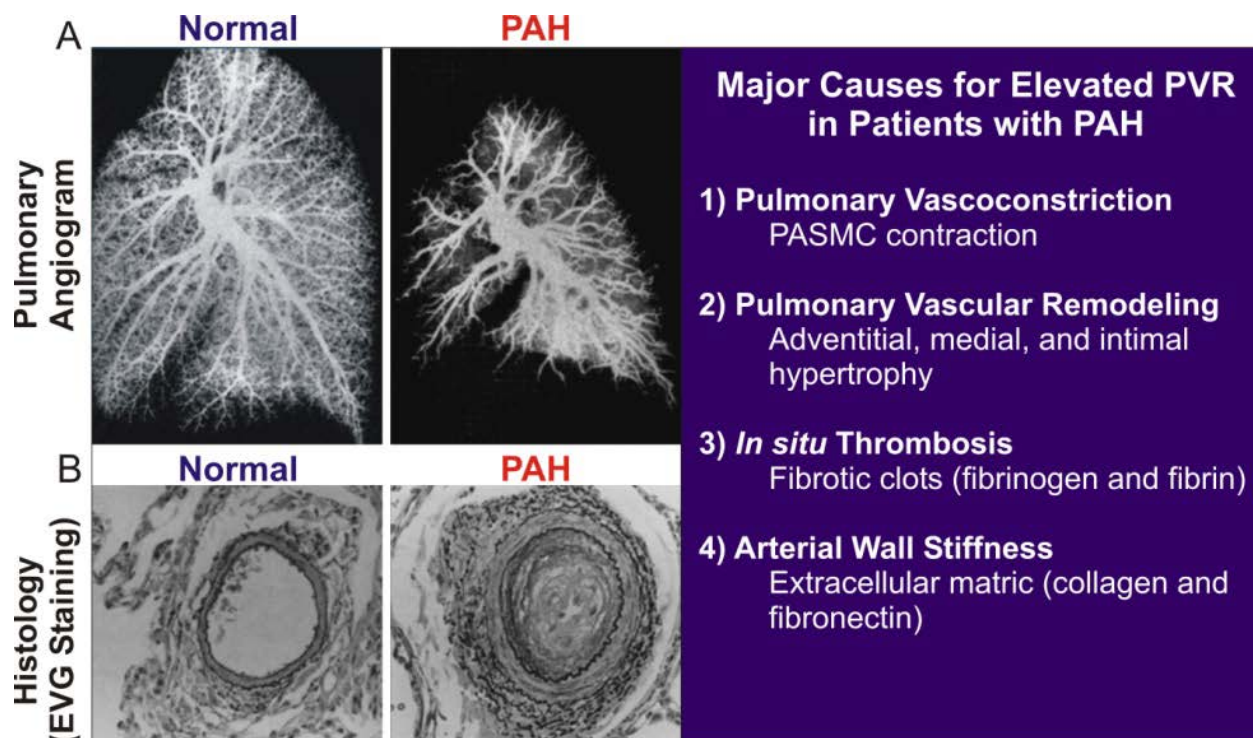 A
Normal
PAH
Pulmonary
Angiogram
B
Normal
PAH
Histology
(EVG Staining)
Major Causes for Elevated PVR
in Patients with PAH
1) Pulmonary Vascoconstriction
PASMC contraction
2) Pulmonary Vascular Remodeling
Adventitial, medial, and intimal
hypertrophy
3) In situ Thrombosis
Fibrotic clots (fibrinogen and fibrin)
4) Arterial Wall Stiffness
Extracellular matric (collagen and
fibronectin)